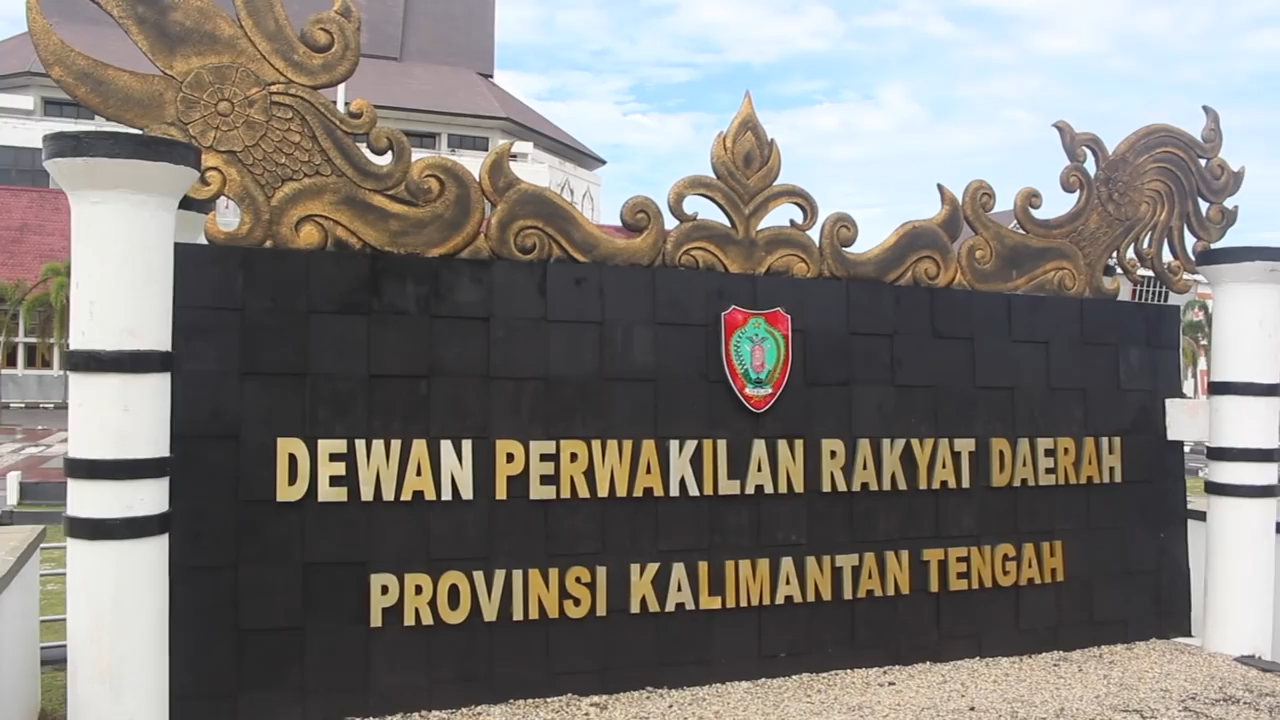 DEWAN PERWAKILAN RAKYAT DAERAH
PROVINSI KALIMANTAN TENGAH